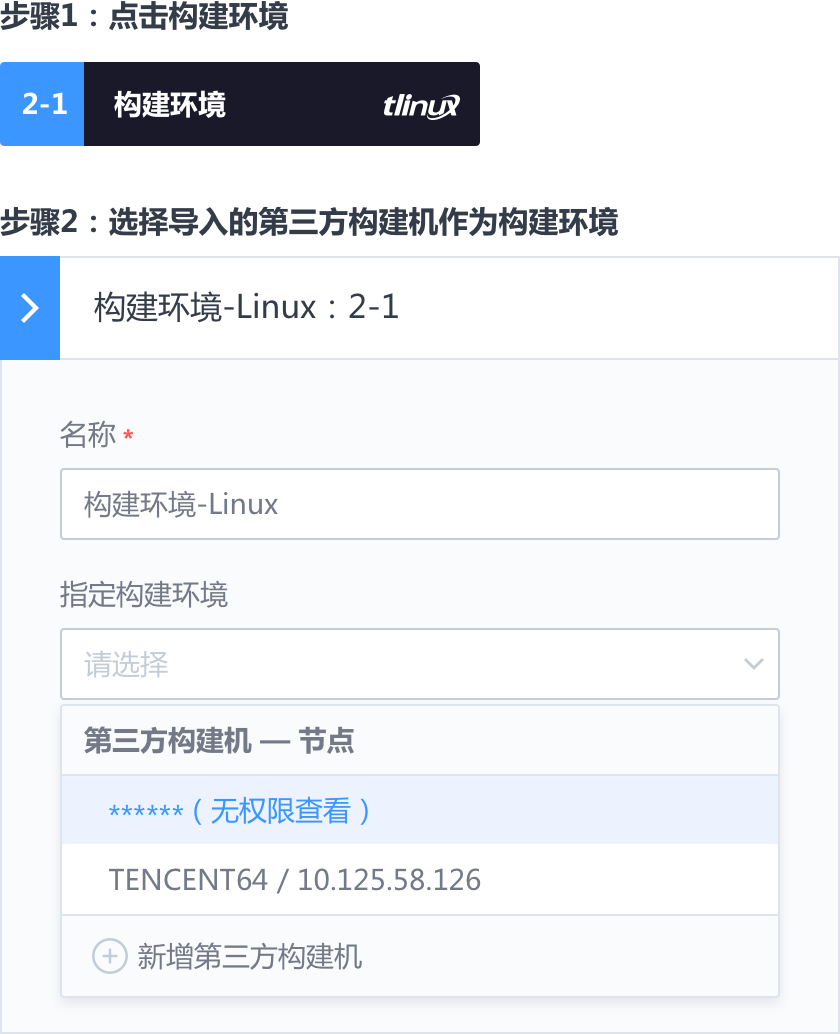 步骤1：点击构建环境
2-1 构建环境 tlinux
步骤2：选择导入的第三方构建机作为构建环境
构建环境-Linux：2-1
名称 *
构建环境-Linux
指定构建环境
请选择
第三方构建机 — 节点
******（无权限查看）
TENCENT64 / 10.125.58.126
新增第三方构建机